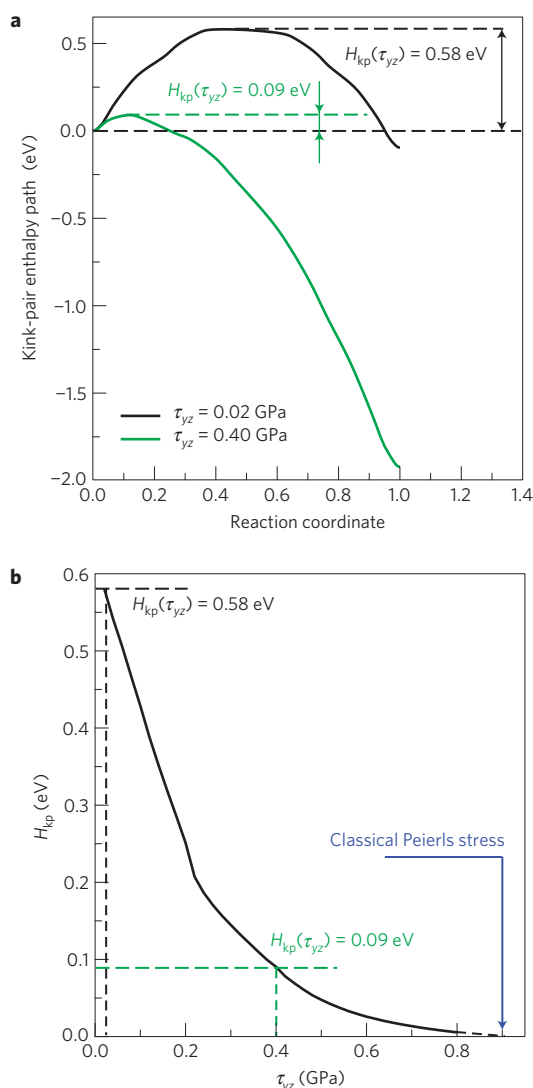 a
0.5
0.0
−0.5
−1.0
−1.5
−2.0
Kink-pair enthalpy path (eV)
H_kp(τ_yz) = 0.58 eV
H_kp(τ_yz) = 0.09 eV
τ_yz = 0.02 GPa
τ_yz = 0.40 GPa
0.0 0.2 0.4 0.6 0.8 1.0 1.2 1.4
Reaction coordinate
b
0.6
0.5
0.4
0.3
0.2
0.1
0.0
H_kp (eV)
H_kp(τ_yz) = 0.58 eV
Classical Peierls stress
H_kp(τ_yz) = 0.09 eV
0.0 0.2 0.4 0.6 0.8
τ_yz (GPa)